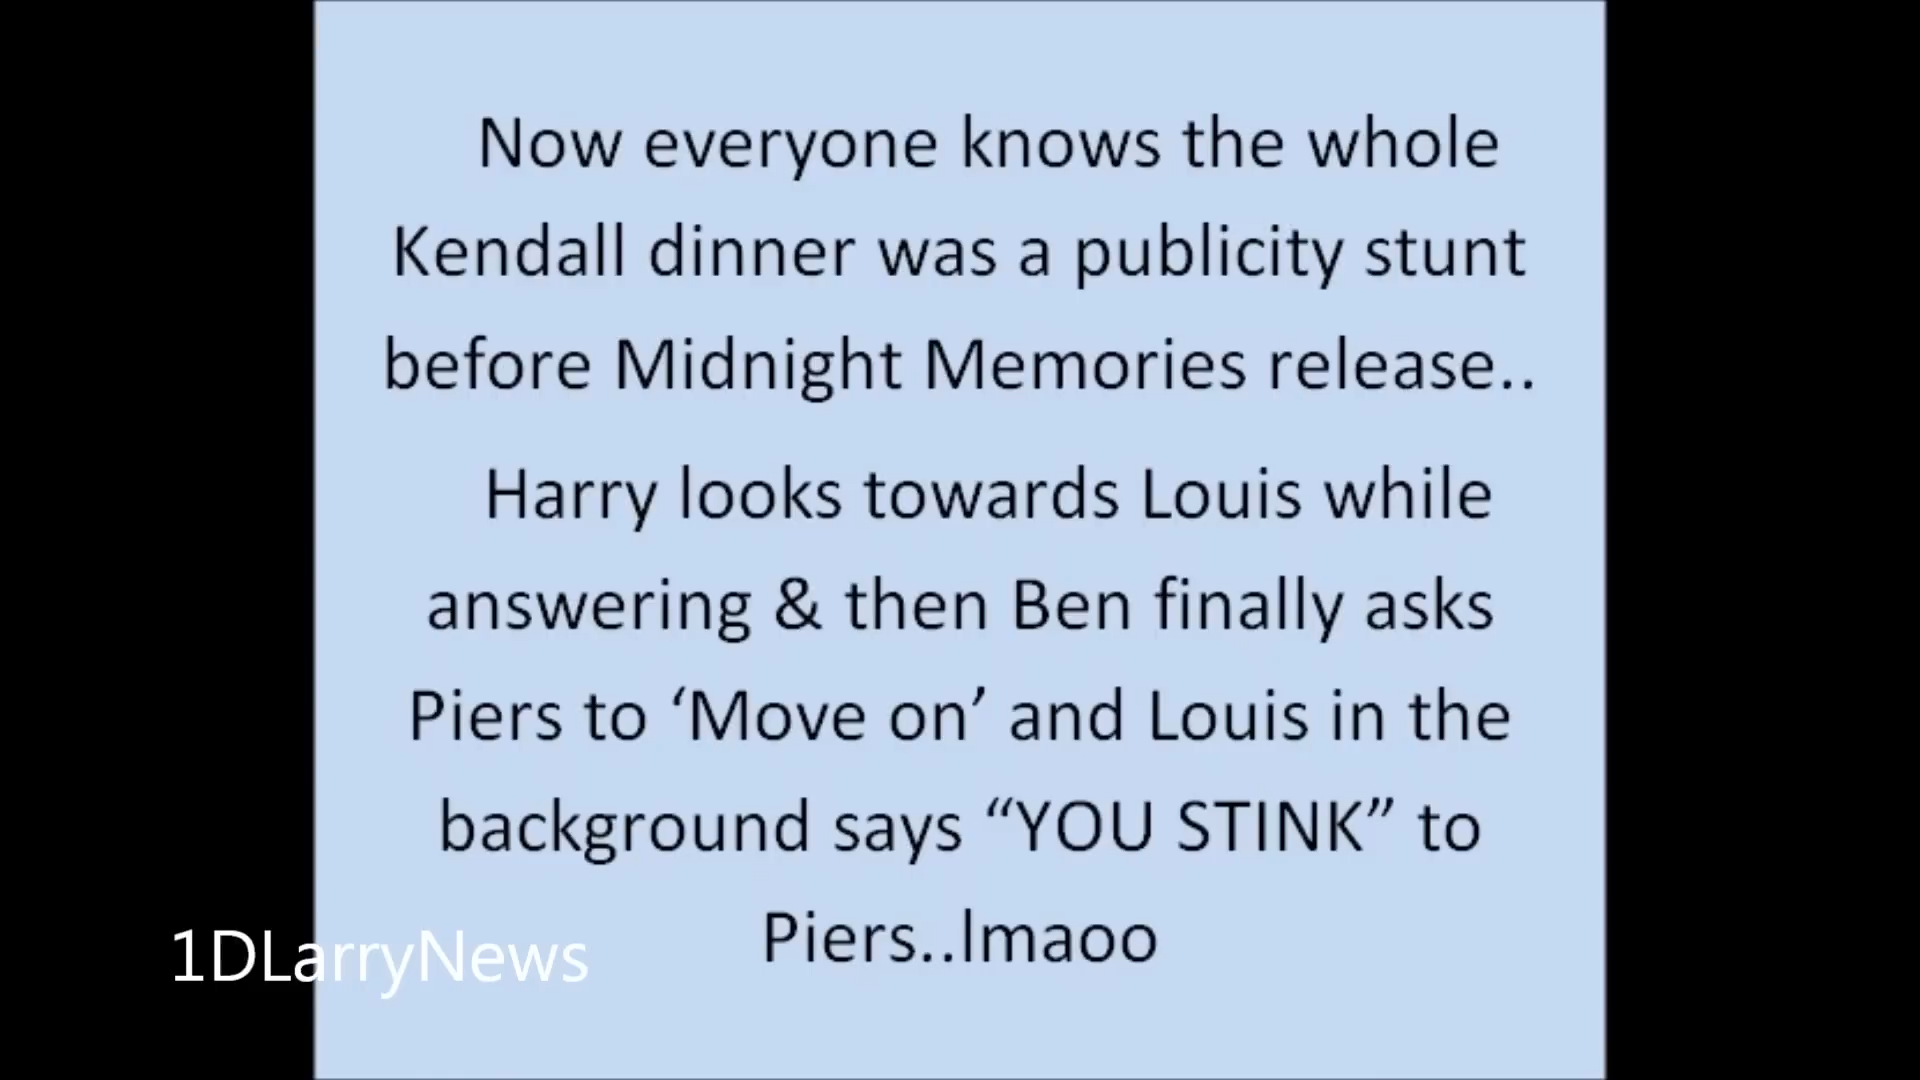 Now everyone knows the whole
Kendall dinner was a publicity stunt
before Midnight Memories release..
Harry looks towards Louis while
answering & then Ben finally asks
Piers to ‘Move on’ and Louis in the
background says “YOU STINK” to
Piers..lmaoo
1DLarryNews